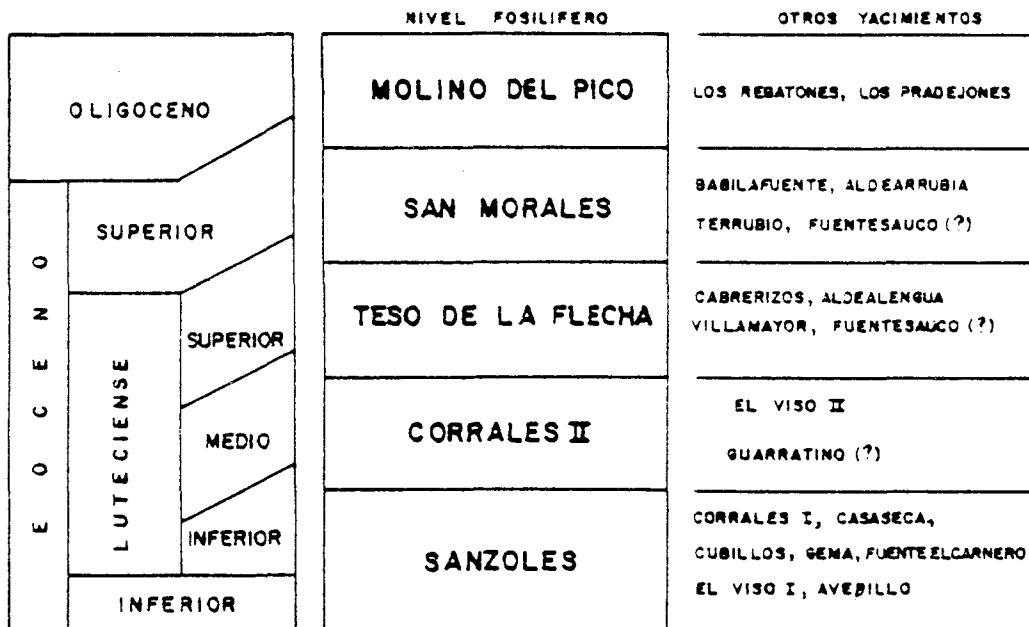 NIVEL FOSILIFERO
OTROS YACIMIENTOS
OLIGOCENO
MOLINO DEL PICO
LOS REBATONES, LOS PRADEJONES
EOCENO
SUPERIOR
SAN MORALES
BABILAFUENTE, ALDEARRUBIA
TERRUBIO, FUENTESAUCO (?)
LUTECIENSE
SUPERIOR
TESO DE LA FLECHA
CABRERIZOS, ALDEALENGUA
VILLAMAYOR, FUENTESAUCO (?)
MEDIO
CORRALES II
EL VISO II
GUARRATINO (?)
INFERIOR
SANZOLES
CORRALES I, CASASECA,
CUBILLOS, GEMA, FUENTE ELCARNERO
EL VISO I, AVEBILLO
INFERIOR